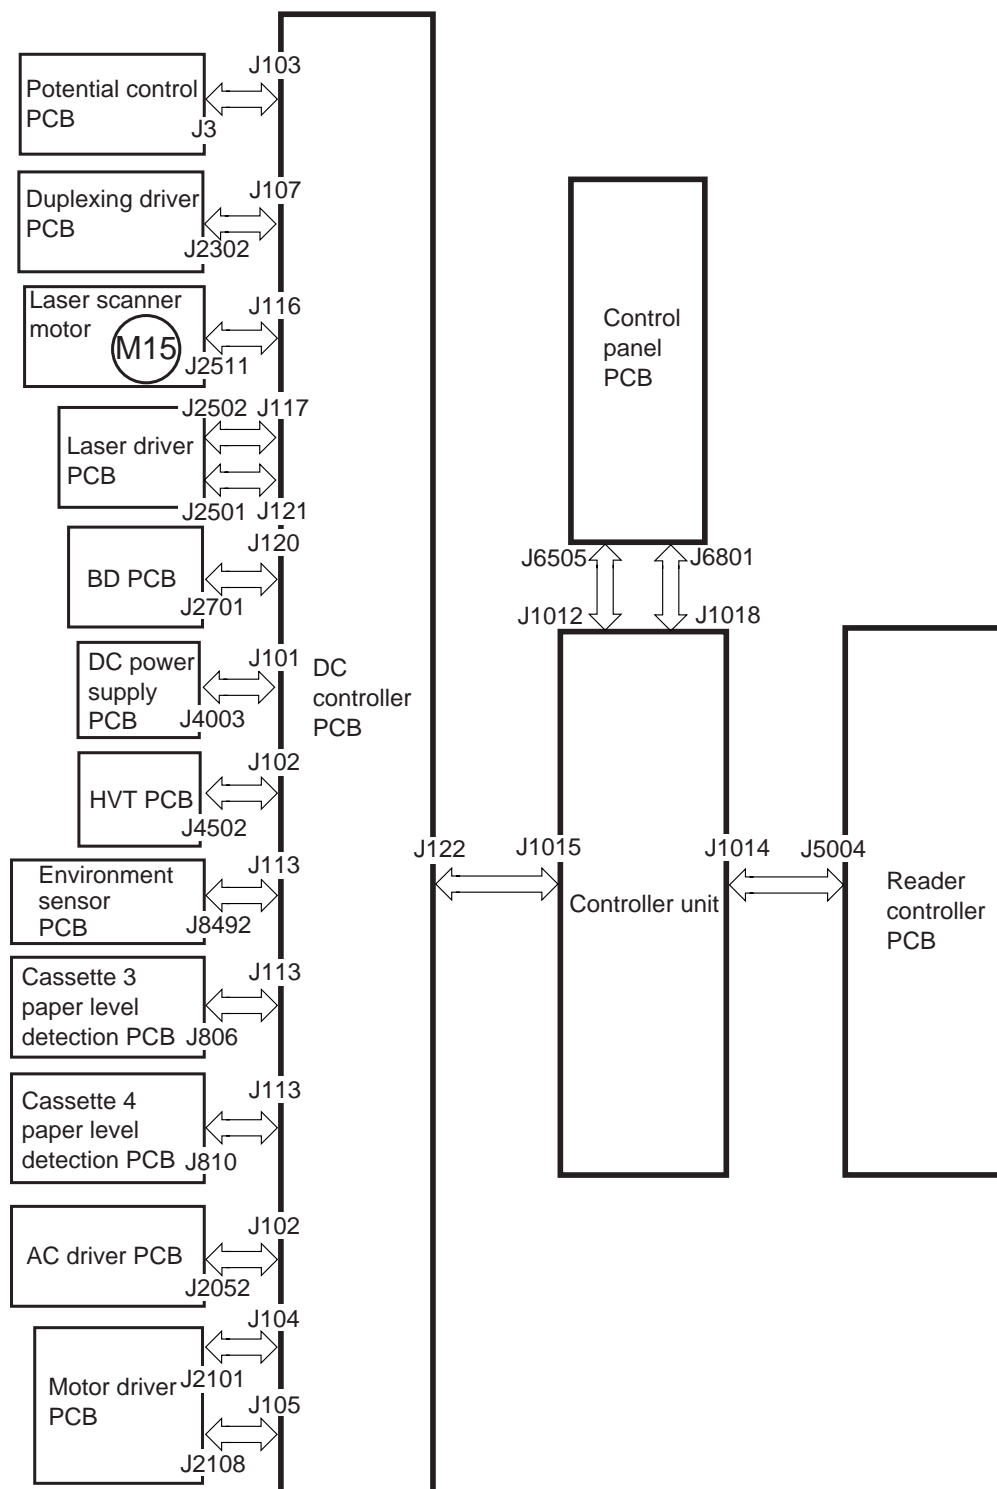 J103
Potential control
PCB
J3
J107
Duplexing driver
PCB
J2302
Laser scanner
motor
M15
J116
J2511
J2502
J117
Laser driver
PCB
J2501
J121
J120
BD PCB
J2701
J101
DC power
supply
PCB
J4003
DC
controller
PCB
J102
HVT PCB
J4502
J113
Environment
sensor
PCB
J8492
J113
Cassette 3
paper level
detection PCB
J806
J113
Cassette 4
paper level
detection PCB
J810
J102
AC driver PCB
J2052
J104
J2101
Motor driver
PCB
J105
J2108
Control
panel
PCB
J6505
J6801
J1012
J1018
J122
J1015
Controller unit
J1014
J5004
Reader
controller
PCB